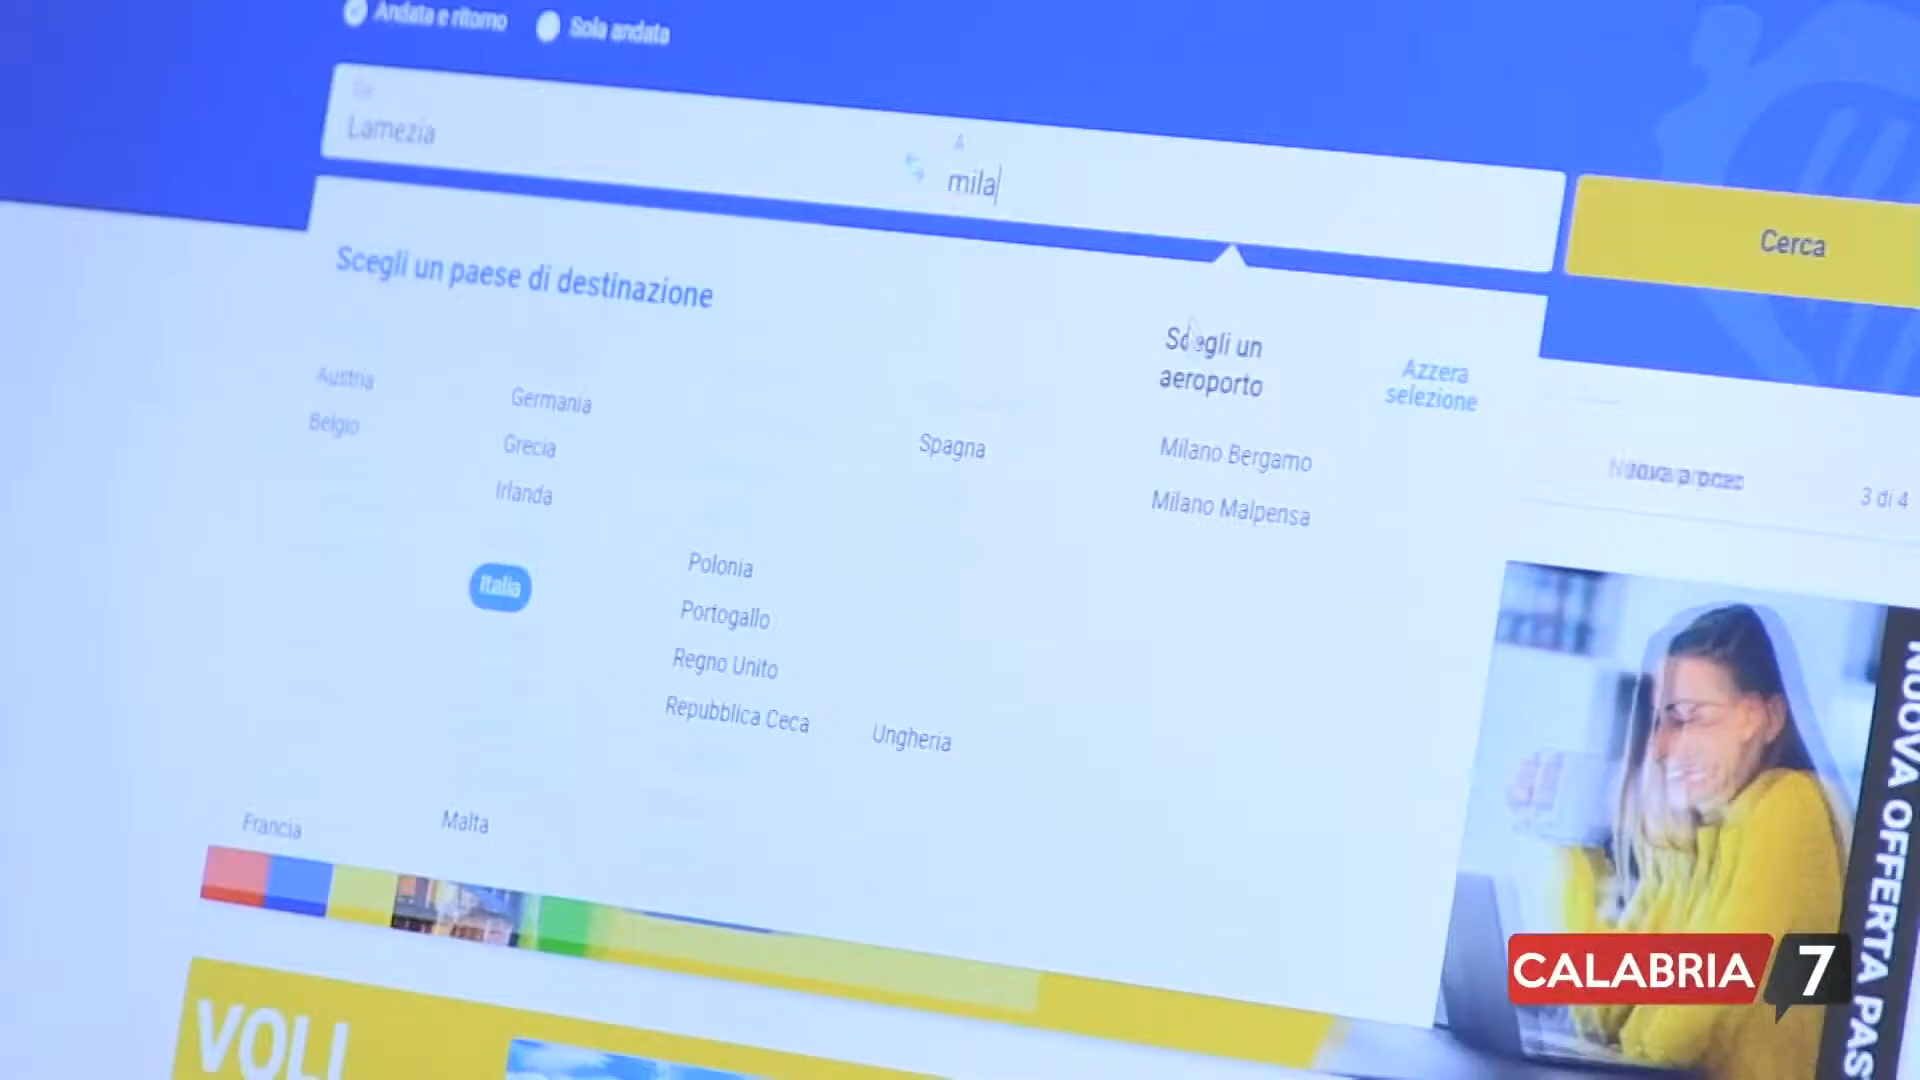 Andata e ritorno
Sola andata
Da
Lamezia
A
mila
Cerca
Scegli un paese di destinazione
Scegli un
aeroporto
Azzera
selezione
Austria
Belgio
Germania
Grecia
Irlanda
Italia
Spagna
Milano Bergamo
Milano Malpensa
3 di 4
Polonia
Portogallo
Regno Unito
Repubblica Ceca
Ungheria
Francia
Malta
VOLI
NUOVA OFFERTA PAS
CALABRIA 7